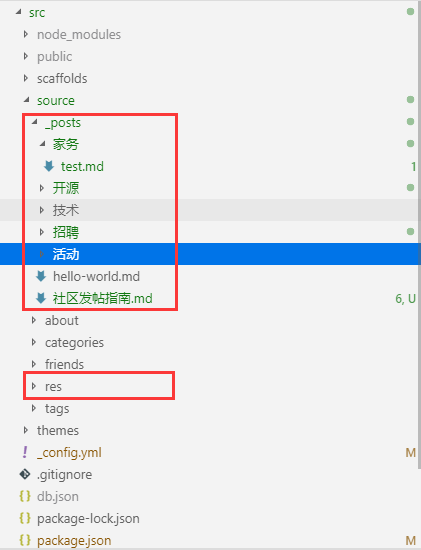 src
node_modules
public
scaffolds
source
_posts
家务
test.md 1
开源
技术
招聘
活动
hello-world.md
社区发帖指南.md 6, U
about
categories
friends
res
tags
themes
! _config.yml M
.gitignore
{} db.json
{} package-lock.json
{} package.json M